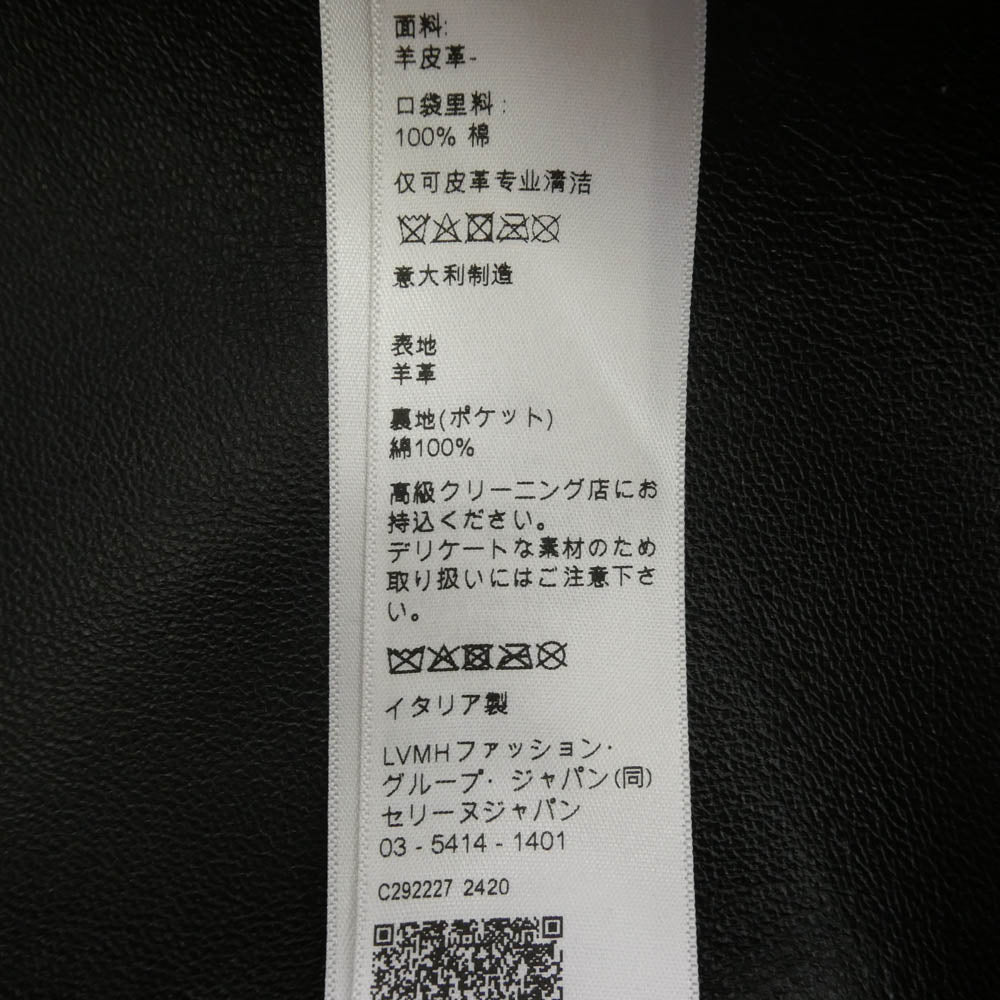 面料:
羊皮革-
口袋里料:
100% 棉
仅可皮革专业清洁
意大利制造
表地
羊革
裏地(ポケット)
綿100%
高級クリーニング店にお
持込ください。
デリケートな素材のため
取り扱いにはご注意下さ
い。
イタリア製
LVMHファッション・
グループ・ジャパン(同)
セリーヌジャパン
03 - 5414 - 1401
C292227 2420